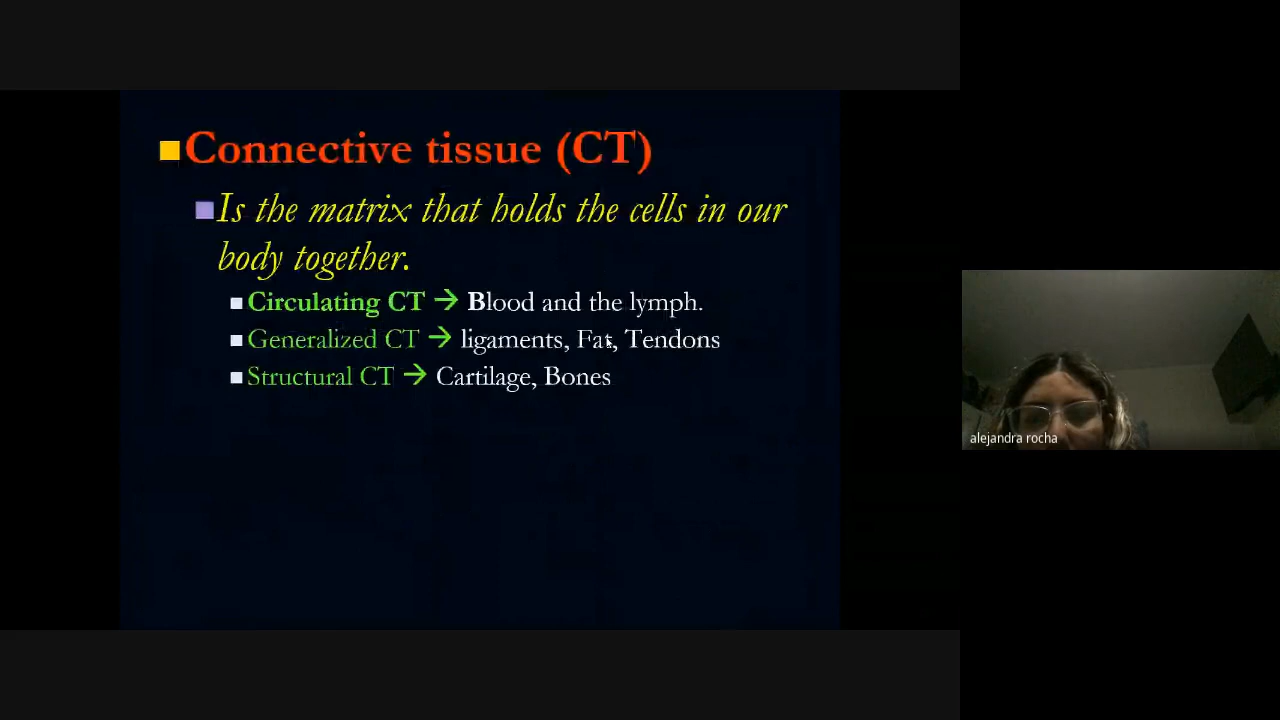 Connective tissue (CT)
Is the matrix that holds the cells in our
body together.
Circulating CT → Blood and the lymph.
Generalized CT → ligaments, Fat, Tendons
Structural CT → Cartilage, Bones
alejandra rocha